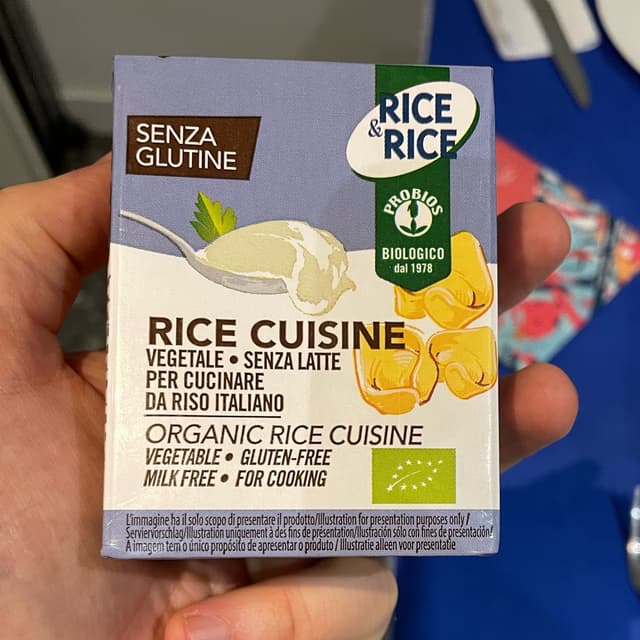 SENZA
GLUTINE
RICE
&
RICE
PROBIOS
BIOLOGICO
dal 1978
RICE CUISINE
VEGETALE • SENZA LATTE
PER CUCINARE
DA RISO ITALIANO
ORGANIC RICE CUISINE
VEGETABLE • GLUTEN-FREE
MILK FREE • FOR COOKING
L'immagine ha il solo scopo di presentare il prodotto/Illustration for presentation purposes only /
Serviervorschlag/Illustration uniquement à des fins de présentation/Ilustración sólo con fines de presentación/
A imagem tem o único propósito de apresentar o produto / Illustratie alleen voor presentatie